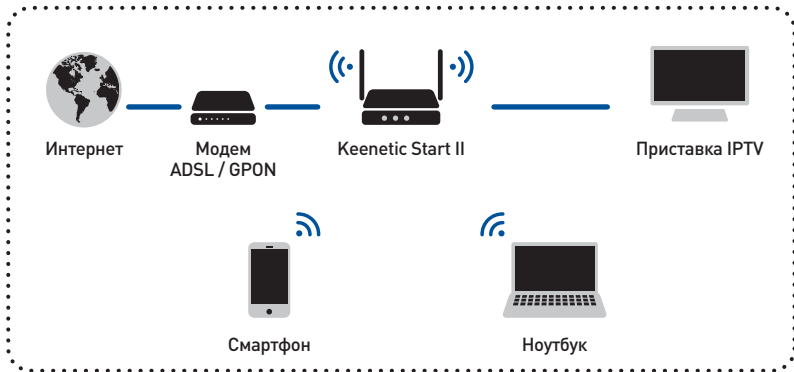 Интернет
Модем
ADSL / GPON
Keenetic Start II
Приставка IPTV
Смартфон
Ноутбук